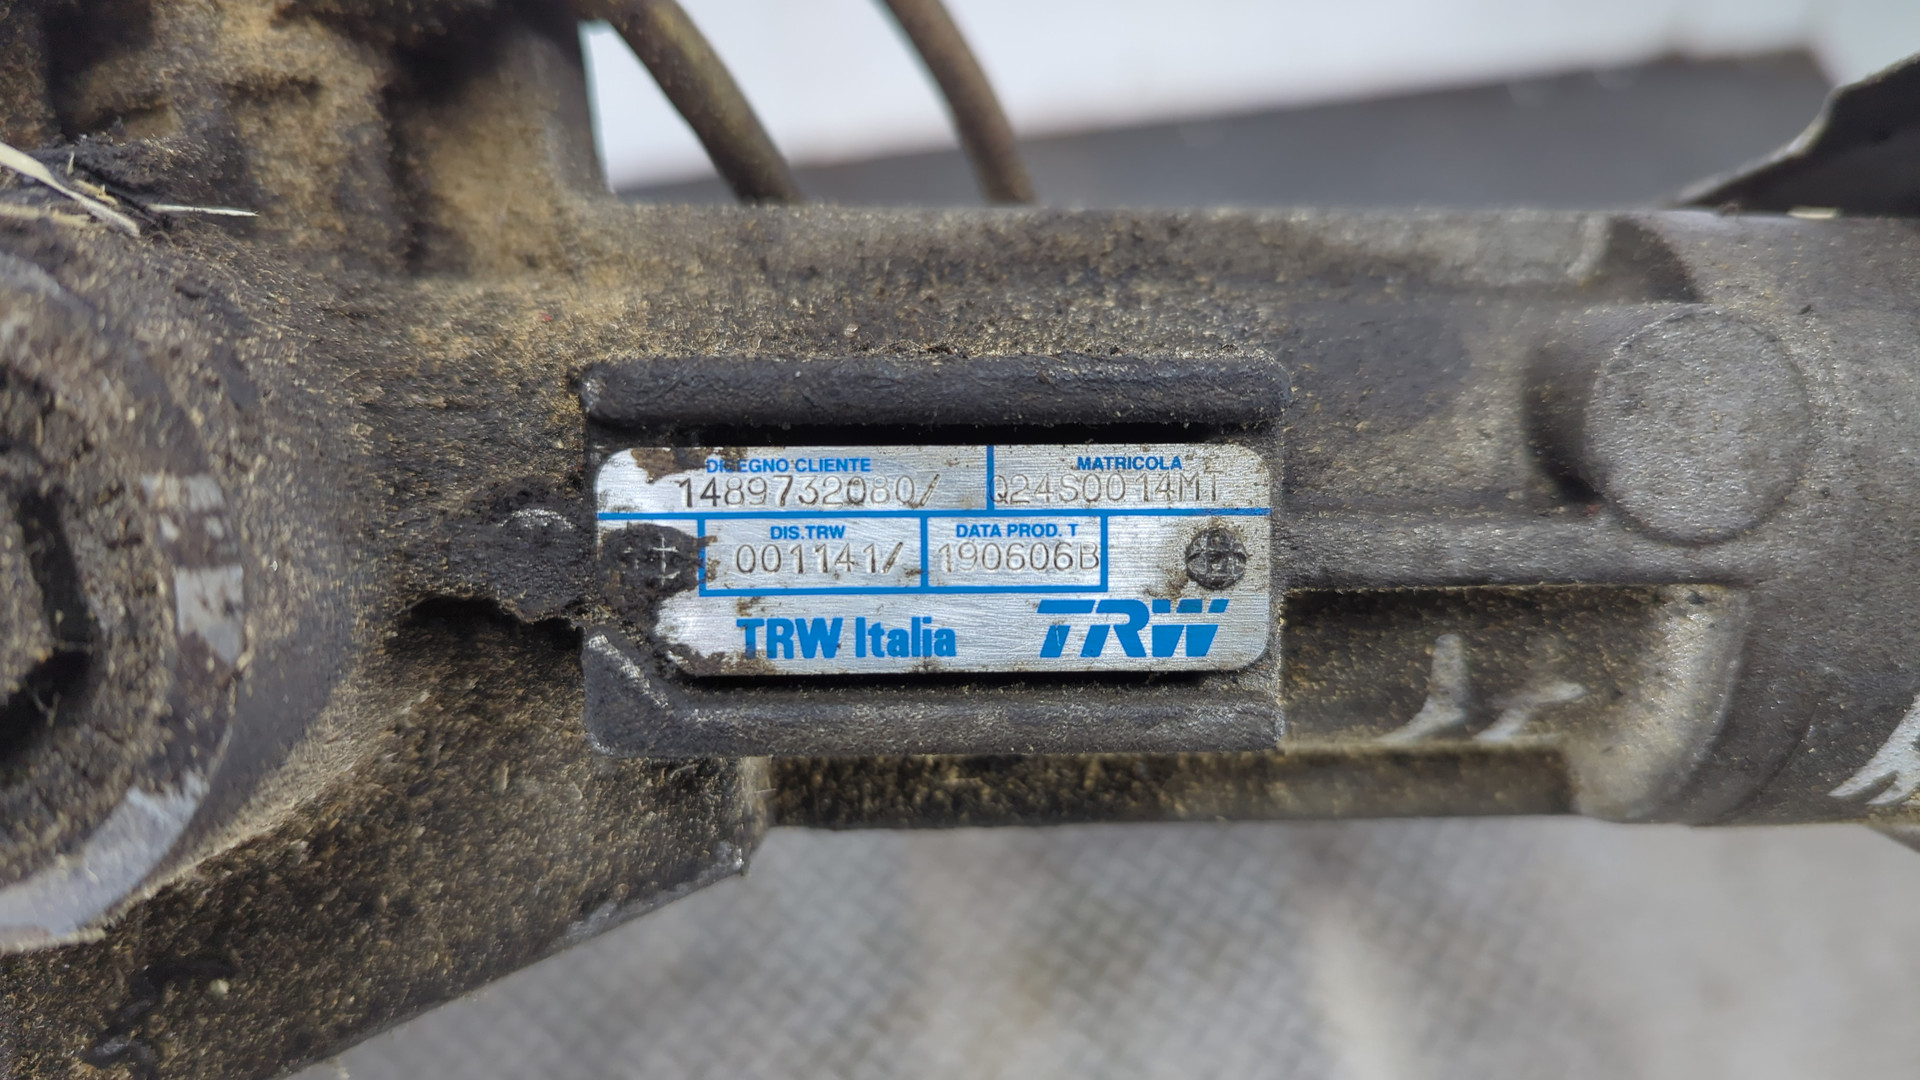 DISEGNO CLIENTE MATRICOLA
1489732080/ Q24S0014MT
DIS.TRW DATA PROD. T
001141/ 190606B
TRW Italia TRW